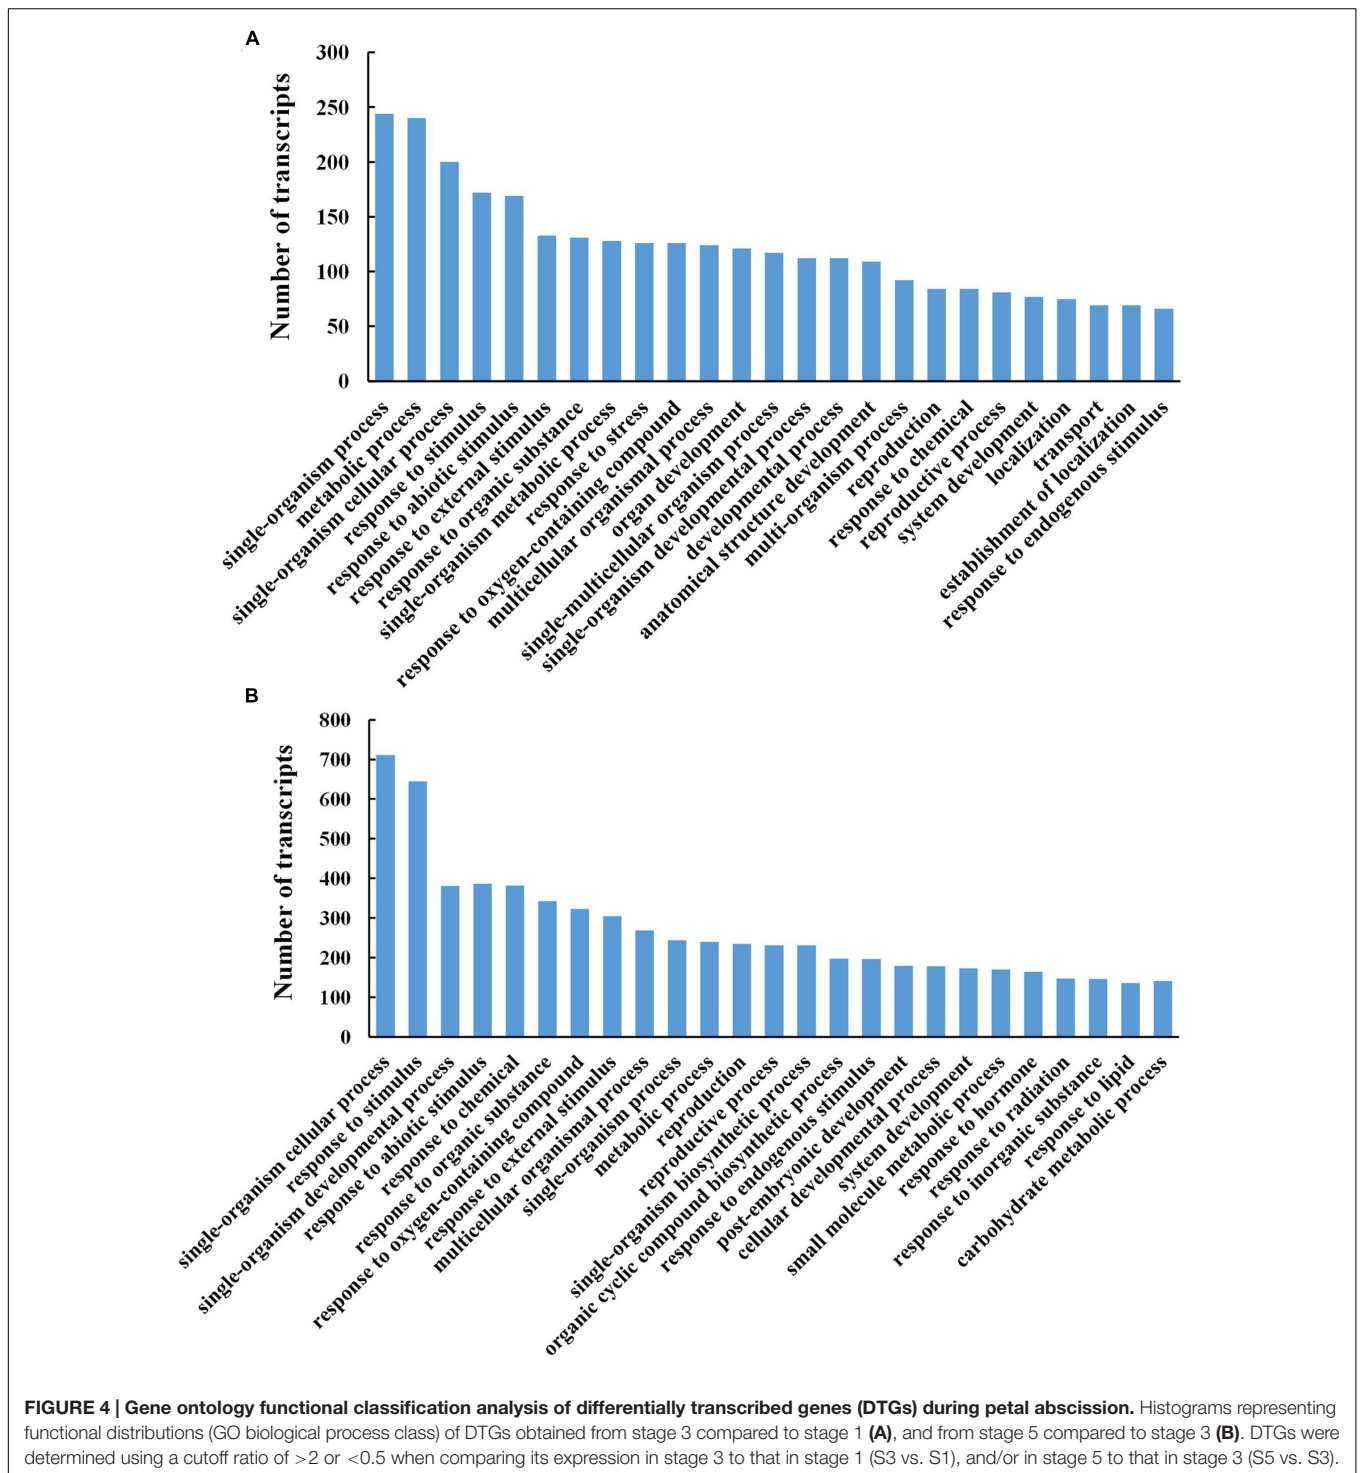 A
300
250
200
150
100
50
0
Number of transcripts
single-organism process
metabolic process
single-organism cellular process
response to stimulus
response to abiotic stimulus
response to external stimulus
response to organic substance
single-organism metabolic process
response to stress
response to oxygen-containing compound
multicellular organismal process
organ development
single-multicellular organism process
single-organism developmental process
developmental process
anatomical structure development
multi-organism process
reproduction
response to chemical
reproductive process
system development
localization
transport
establishment of localization
response to endogenous stimulus
B
800
700
600
500
400
300
200
100
0
Number of transcripts
single-organism cellular process
response to stimulus
single-organism developmental process
response to abiotic stimulus
response to chemical
response to organic substance
response to oxygen-containing compound
response to external stimulus
multicellular organismal process
single-organism process
metabolic process
reproduction
reproductive process
single-organism biosynthetic process
organic cyclic compound biosynthetic process
response to endogenous stimulus
post-embryonic development
cellular developmental process
system development
small molecule metabolic process
response to hormone
response to radiation
response to inorganic substance
response to lipid
carbohydrate metabolic process
FIGURE 4 | Gene ontology functional classification analysis of differentially transcribed genes (DTGs) during petal abscission. Histograms representing
functional distributions (GO biological process class) of DTGs obtained from stage 3 compared to stage 1 (A), and from stage 5 compared to stage 3 (B). DTGs were
determined using a cutoff ratio of >2 or <0.5 when comparing its expression in stage 3 to that in stage 1 (S3 vs. S1), and/or in stage 5 to that in stage 3 (S5 vs. S3).